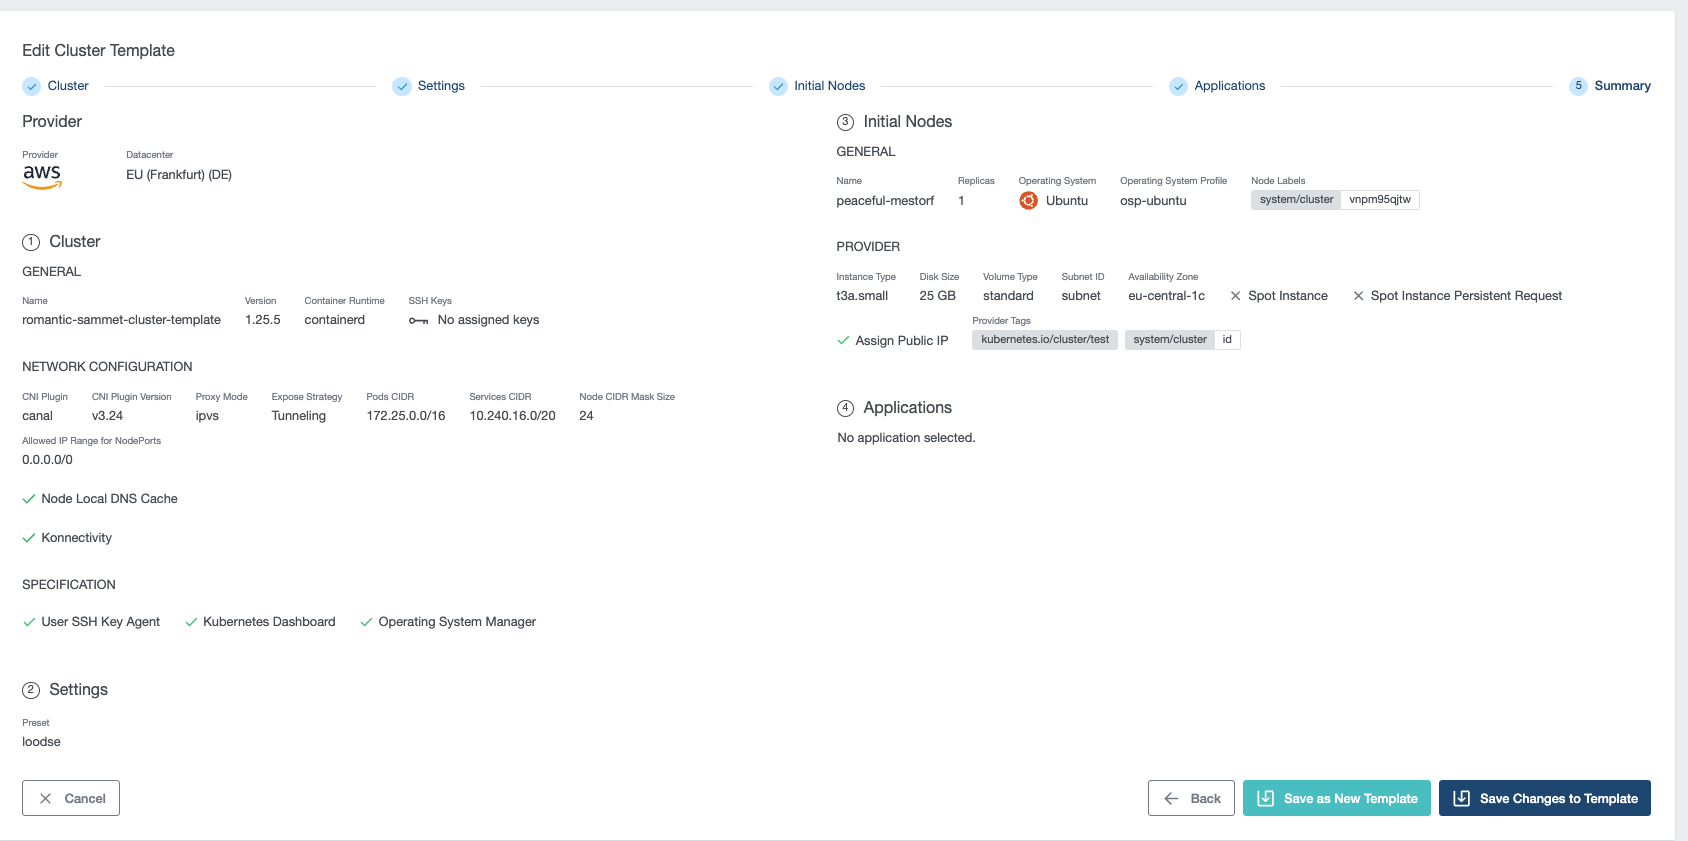 Edit Cluster Template
Cluster
Settings
Initial Nodes
Applications
5 Summary
Provider
Provider
aws
Datacenter
EU (Frankfurt) (DE)
1 Cluster
GENERAL
Name Version Container Runtime SSH Keys
romantic-sammet-cluster-template 1.25.5 containerd No assigned keys
NETWORK CONFIGURATION
CNI Plugin CNI Plugin Version Proxy Mode Expose Strategy Pods CIDR Services CIDR Node CIDR Mask Size
canal v3.24 ipvs Tunneling 172.25.0.0/16 10.240.16.0/20 24
Allowed IP Range for NodePorts
0.0.0.0/0
Node Local DNS Cache
Konnectivity
SPECIFICATION
User SSH Key Agent Kubernetes Dashboard Operating System Manager
2 Settings
Preset
loodse
3 Initial Nodes
GENERAL
Name Replicas Operating System Operating System Profile Node Labels
peaceful-mestorf 1 Ubuntu osp-ubuntu system/cluster vnpm95qjtw
PROVIDER
Instance Type Disk Size Volume Type Subnet ID Availability Zone
t3a.small 25 GB standard subnet eu-central-1c Spot Instance Spot Instance Persistent Request
Provider Tags
Assign Public IP kubernetes.io/cluster/test system/cluster id
4 Applications
No application selected.
Cancel
Back
Save as New Template
Save Changes to Template